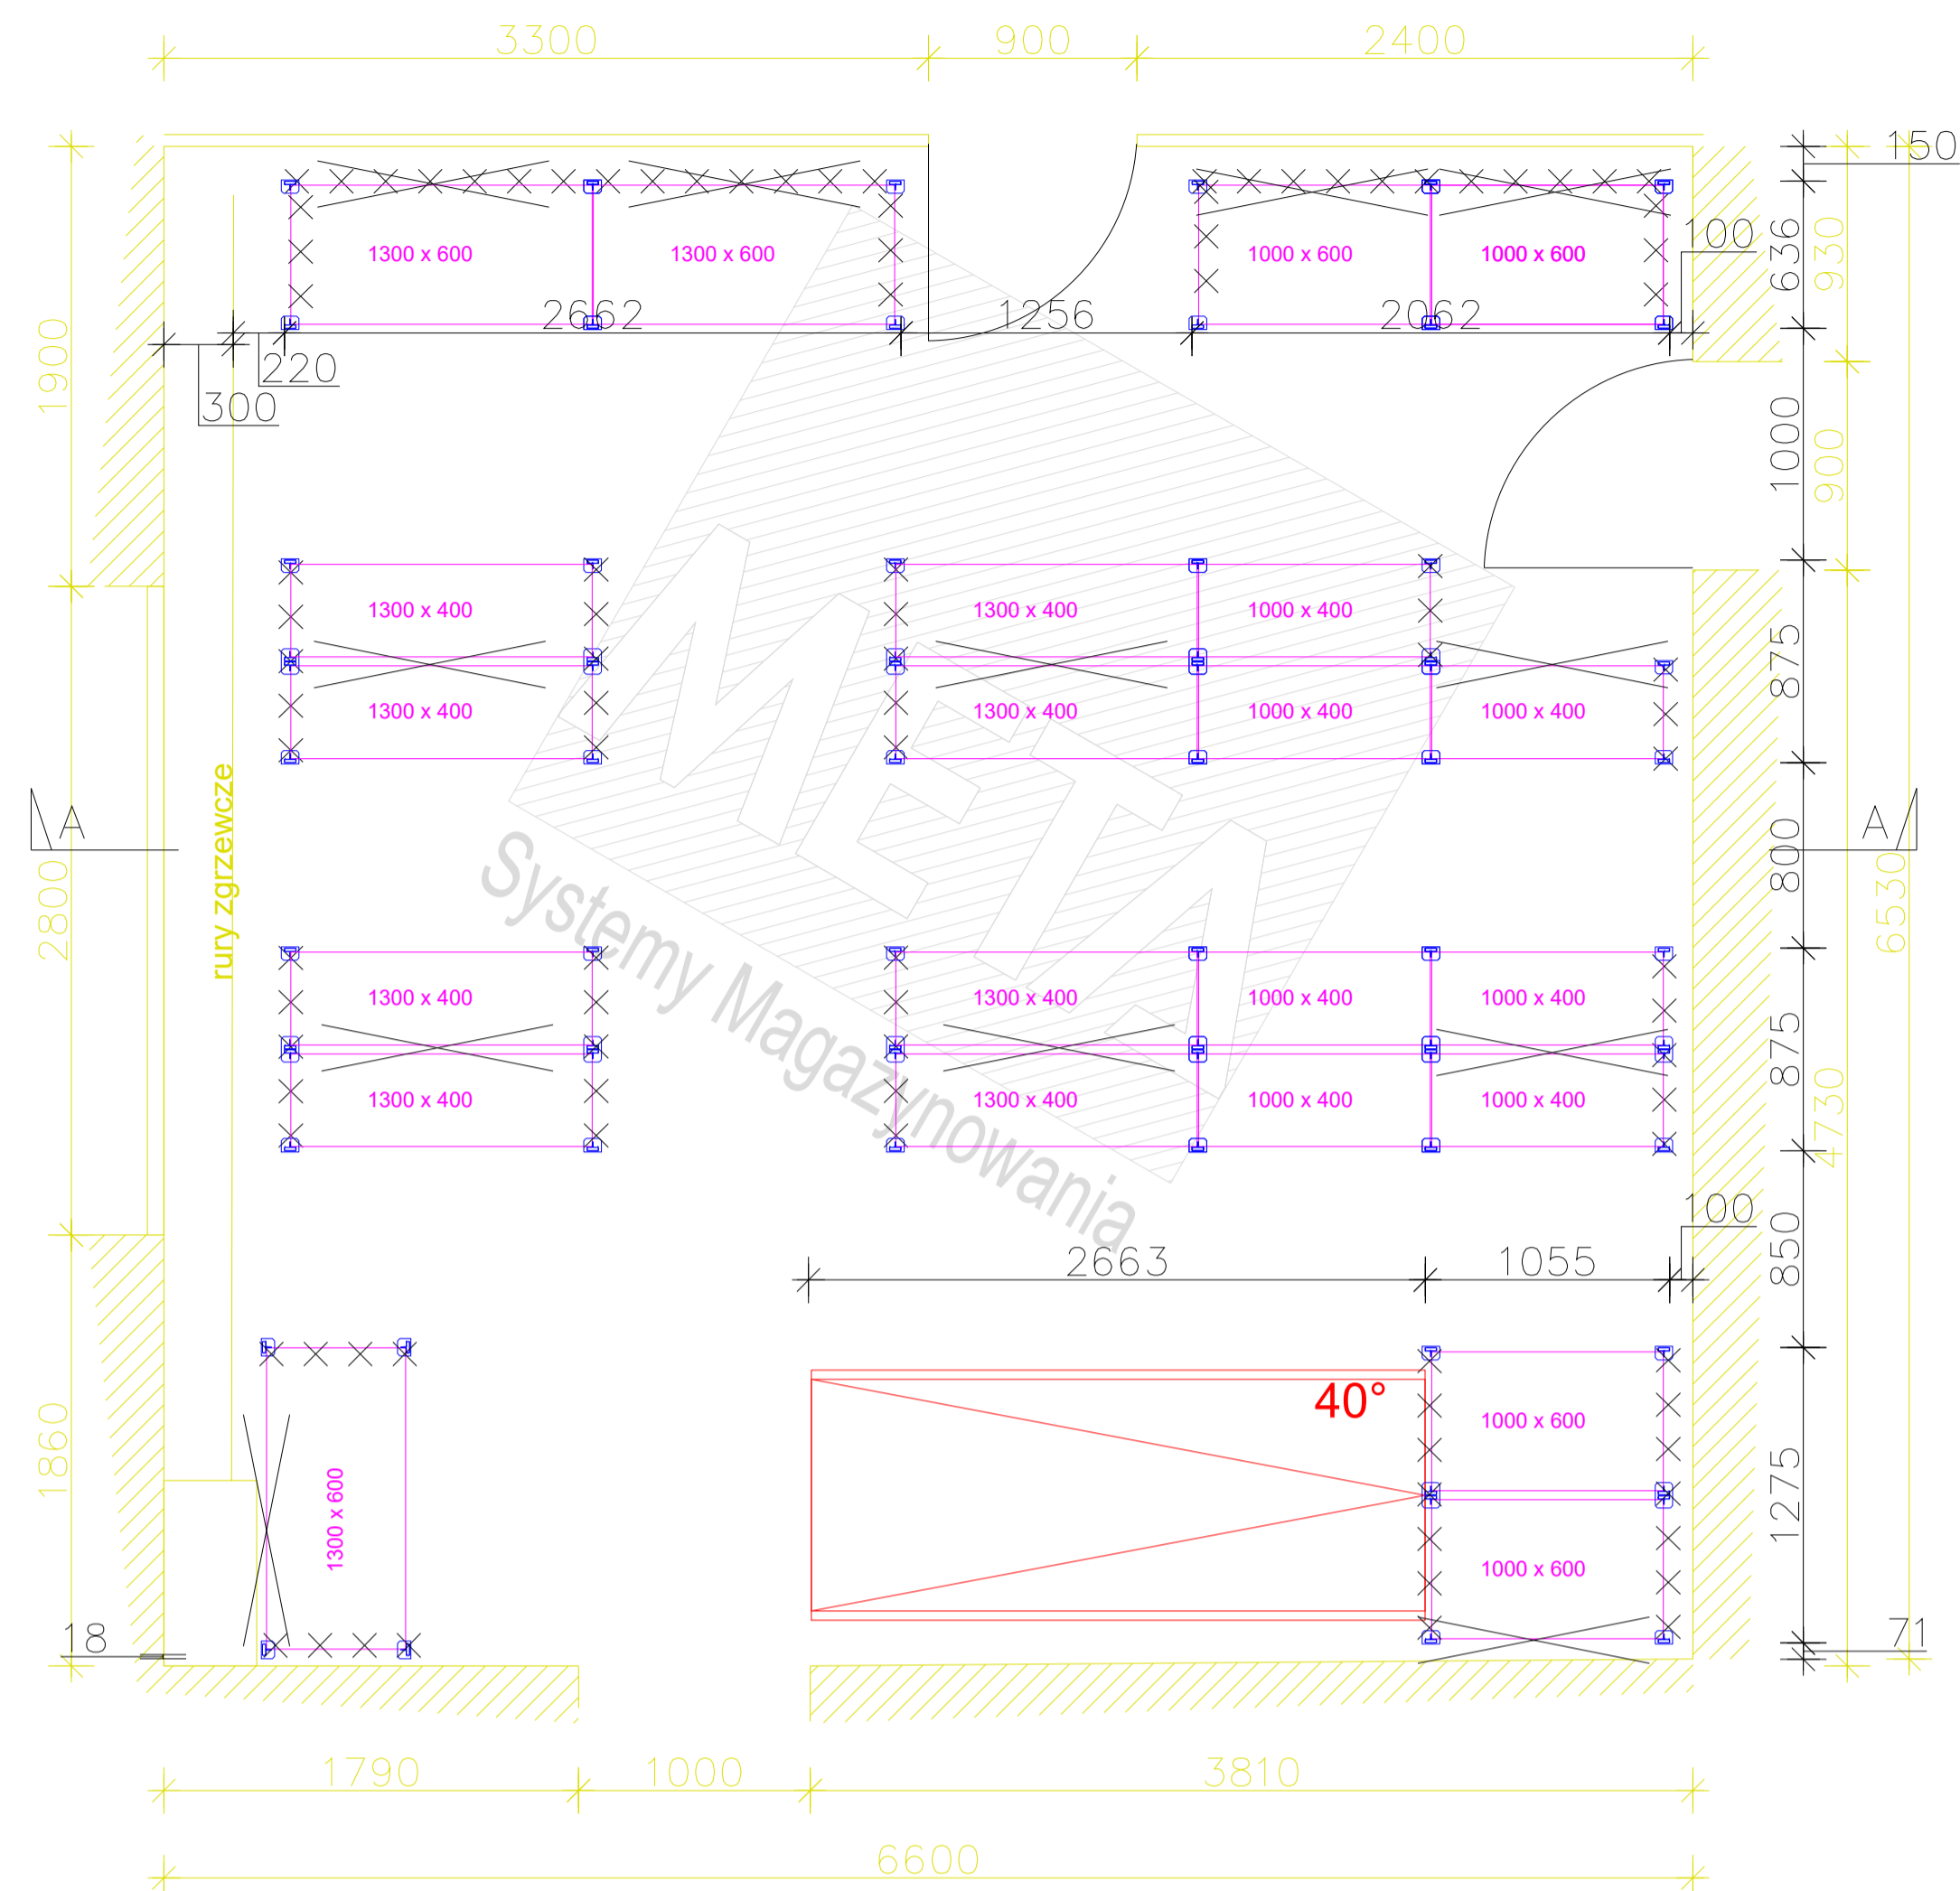 3300
900
2400
150
1300 x 600
1300 x 600
1000 x 600
1000 x 600
636
930
100
2662
1256
2062
220
300
1900
1000
900
1300 x 400
1300 x 400
1000 x 400
875
1300 x 400
1300 x 400
1000 x 400
1000 x 400
META
Systemy Magazynowania
rury zgrzewcze
A
A
800
2800
6530
1300 x 400
1300 x 400
1000 x 400
1000 x 400
875
1300 x 400
1300 x 400
1000 x 400
1000 x 400
4730
100
850
2663
1055
40°
1000 x 600
1860
1300 x 600
1275
1000 x 600
18
71
1790
1000
3810
6600